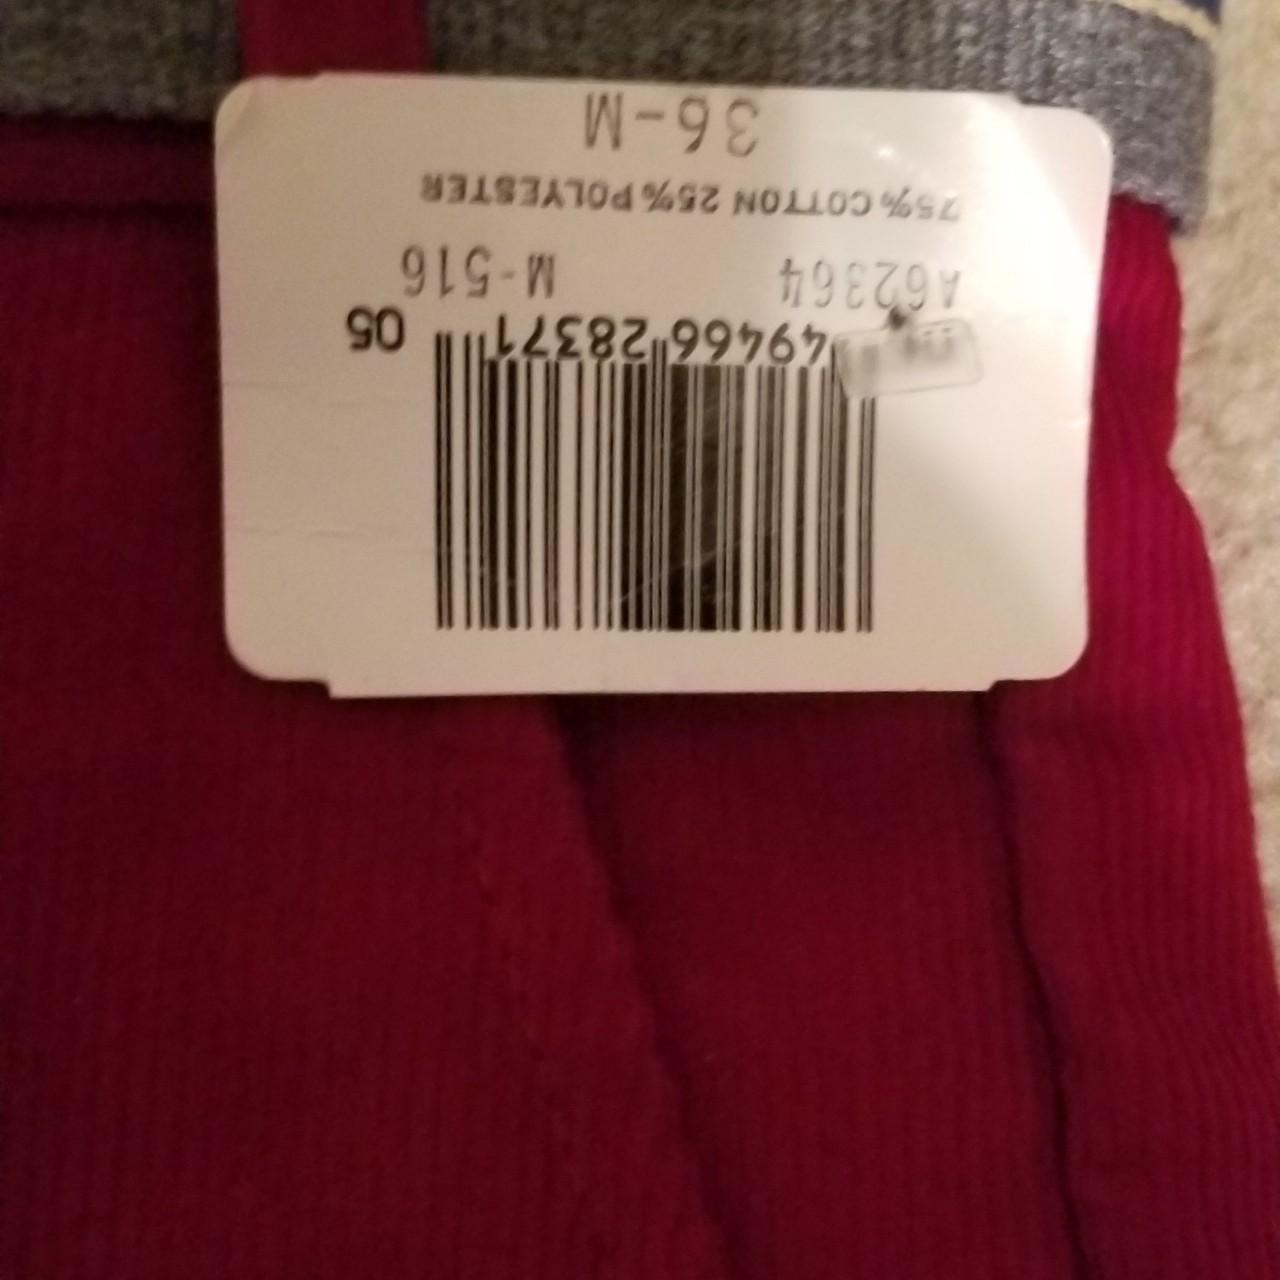 36-M
75% COTTON 25% POLYESTER
A62364 M-516
49466 28371 05